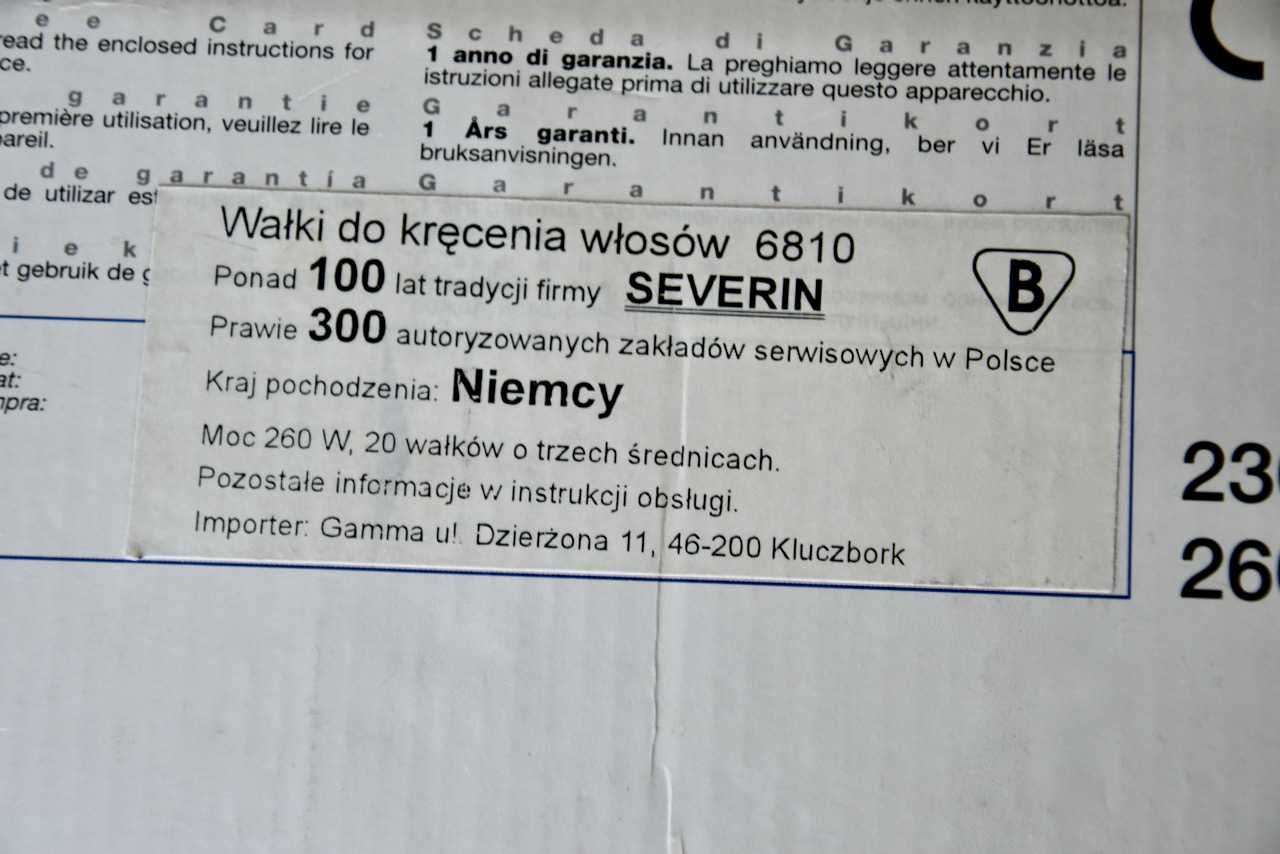 e e Card
read the enclosed instructions for
ce.
garantie
première utilisation, veuillez lire le
areil.
de garantía
de utilizar est
i e k
t gebruik de g
Scheda di Garanzia
1 anno di garanzia. La preghiamo leggere attentamente le
istruzioni allegate prima di utilizzare questo apparecchio.
Garantikort
1 Års garanti. Innan användning, ber vi Er läsa
bruksanvisningen.
Garantikort
Wałki do kręcenia włosów 6810
Ponad 100 lat tradycji firmy SEVERIN
B
Prawie 300 autoryzowanych zakładów serwisowych w Polsce
Kraj pochodzenia: Niemcy
Moc 260 W, 20 wałków o trzech średnicach.
Pozostałe informacje w instrukcji obsługi.
Importer: Gamma ul. Dzierżona 11, 46-200 Kluczbork
e:
at:
mpra:
23
26